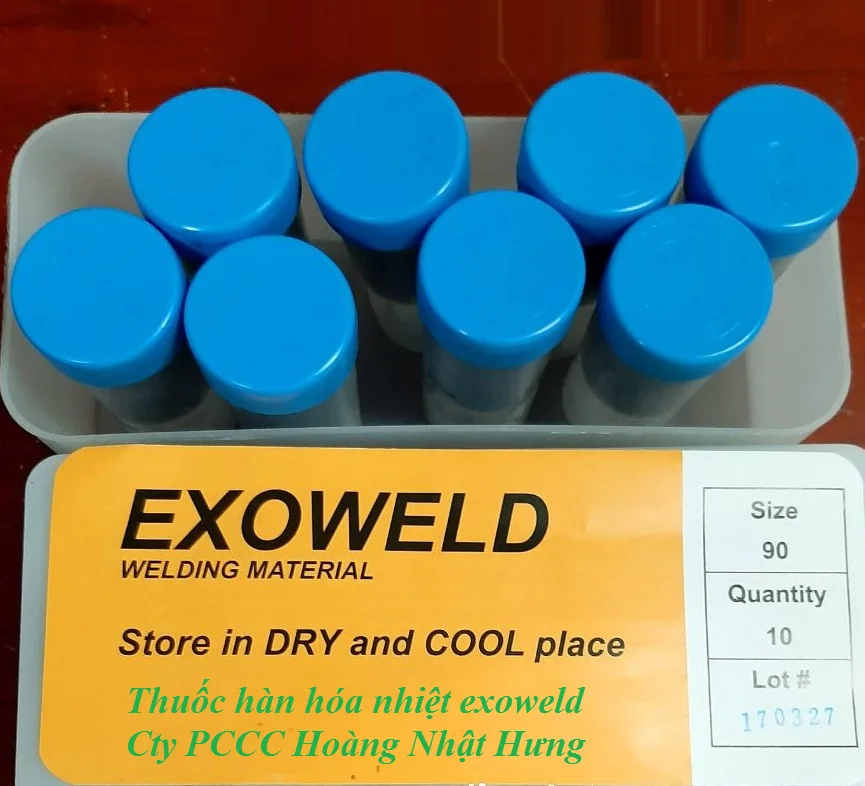 EXOWELD
WELDING MATERIAL
Store in DRY and COOL place
Thuốc hàn hóa nhiệt exoweld
Cty PCCC Hoàng Nhật Hưng
Size
90
Quantity
10
Lot #
170327